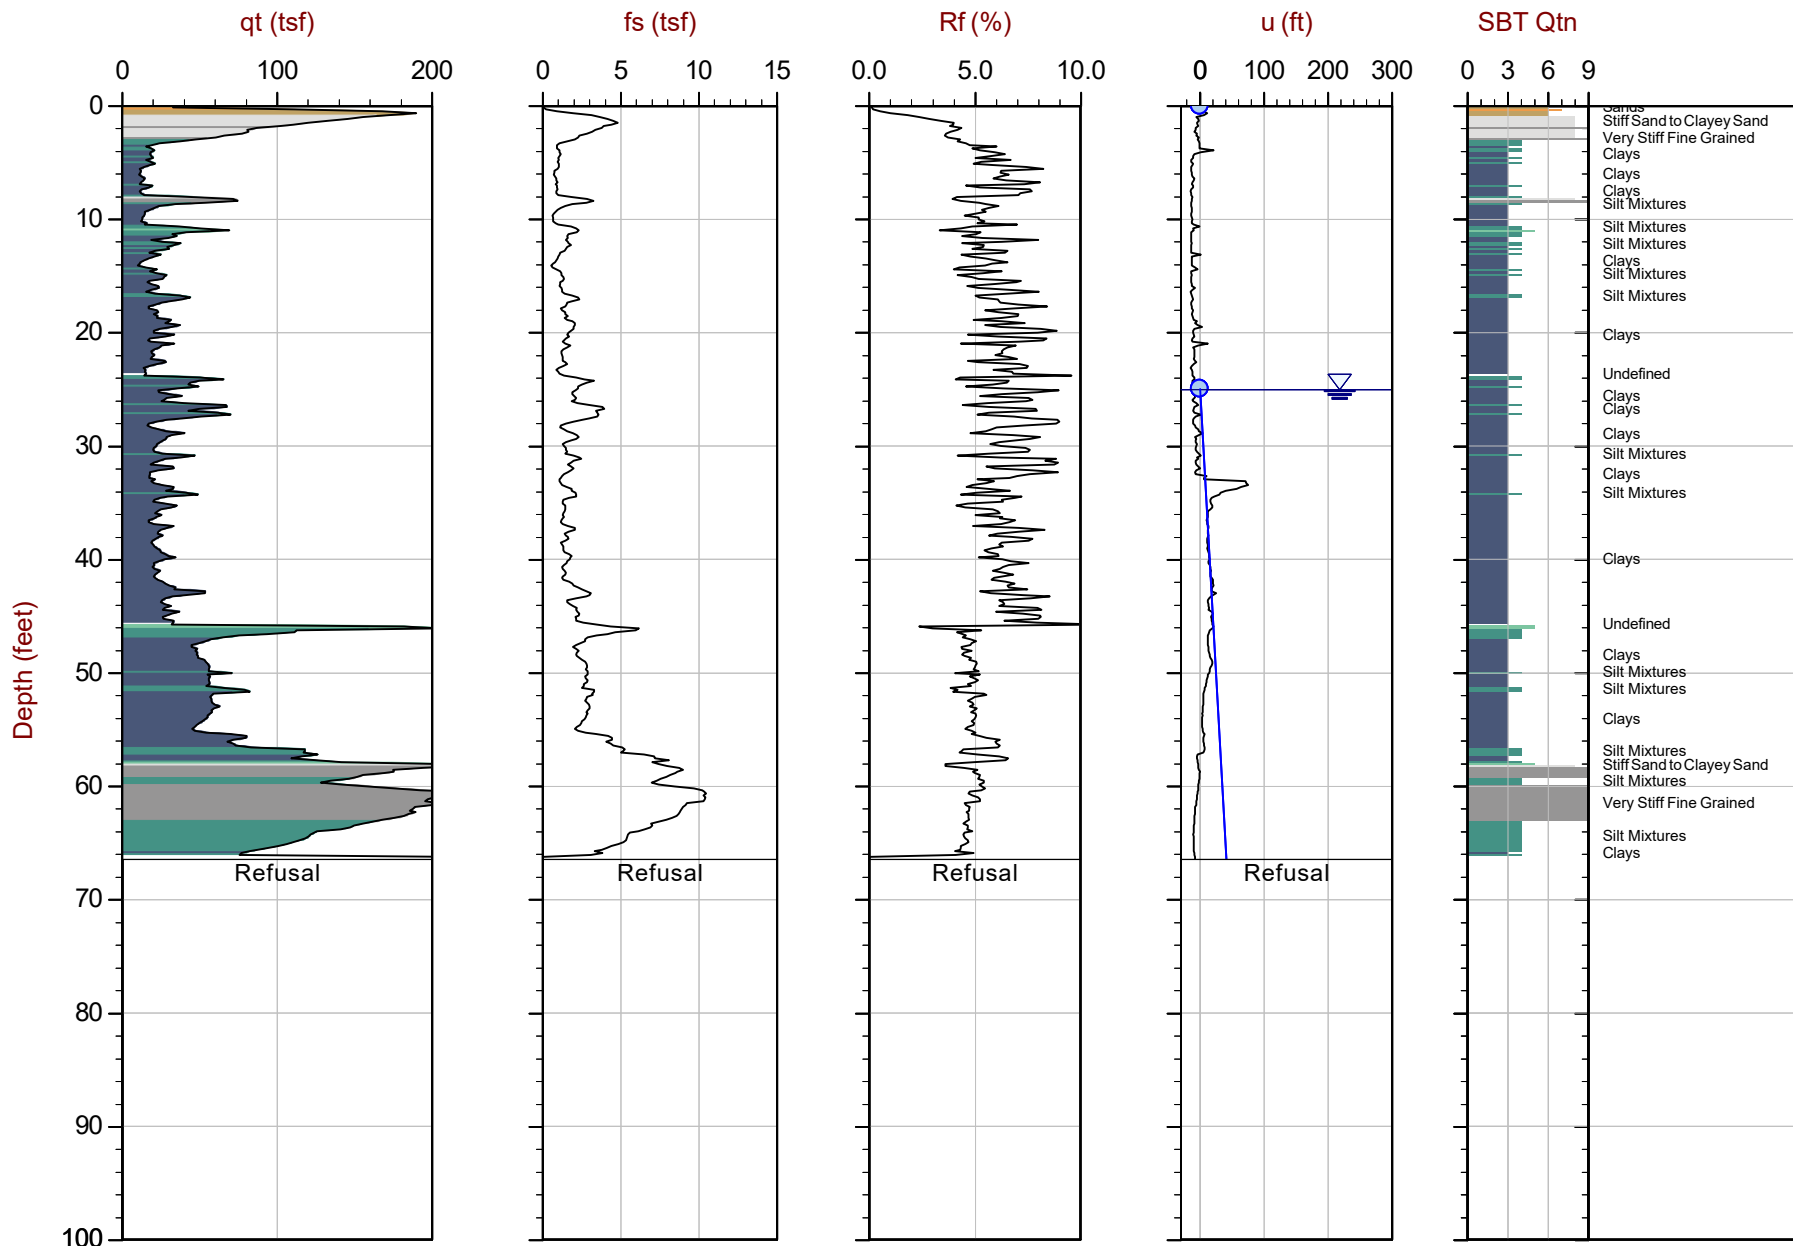 qt (tsf)
fs (tsf)
Rf (%)
u (ft)
SBT Qtn
0 100 200
0 5 10 15
0.0 5.0 10.0
0 100 200 300
0 3 6 9
Depth (feet)
0
10
20
30
40
50
60
70
80
90
100
Sands
Stiff Sand to Clayey Sand
Very Stiff Fine Grained
Clays
Clays
Clays
Silt Mixtures
Silt Mixtures
Silt Mixtures
Clays
Silt Mixtures
Silt Mixtures
Clays
Undefined
Clays
Clays
Clays
Silt Mixtures
Clays
Silt Mixtures
Clays
Undefined
Clays
Silt Mixtures
Silt Mixtures
Clays
Silt Mixtures
Stiff Sand to Clayey Sand
Silt Mixtures
Very Stiff Fine Grained
Silt Mixtures
Clays
Refusal
Refusal
Refusal
Refusal